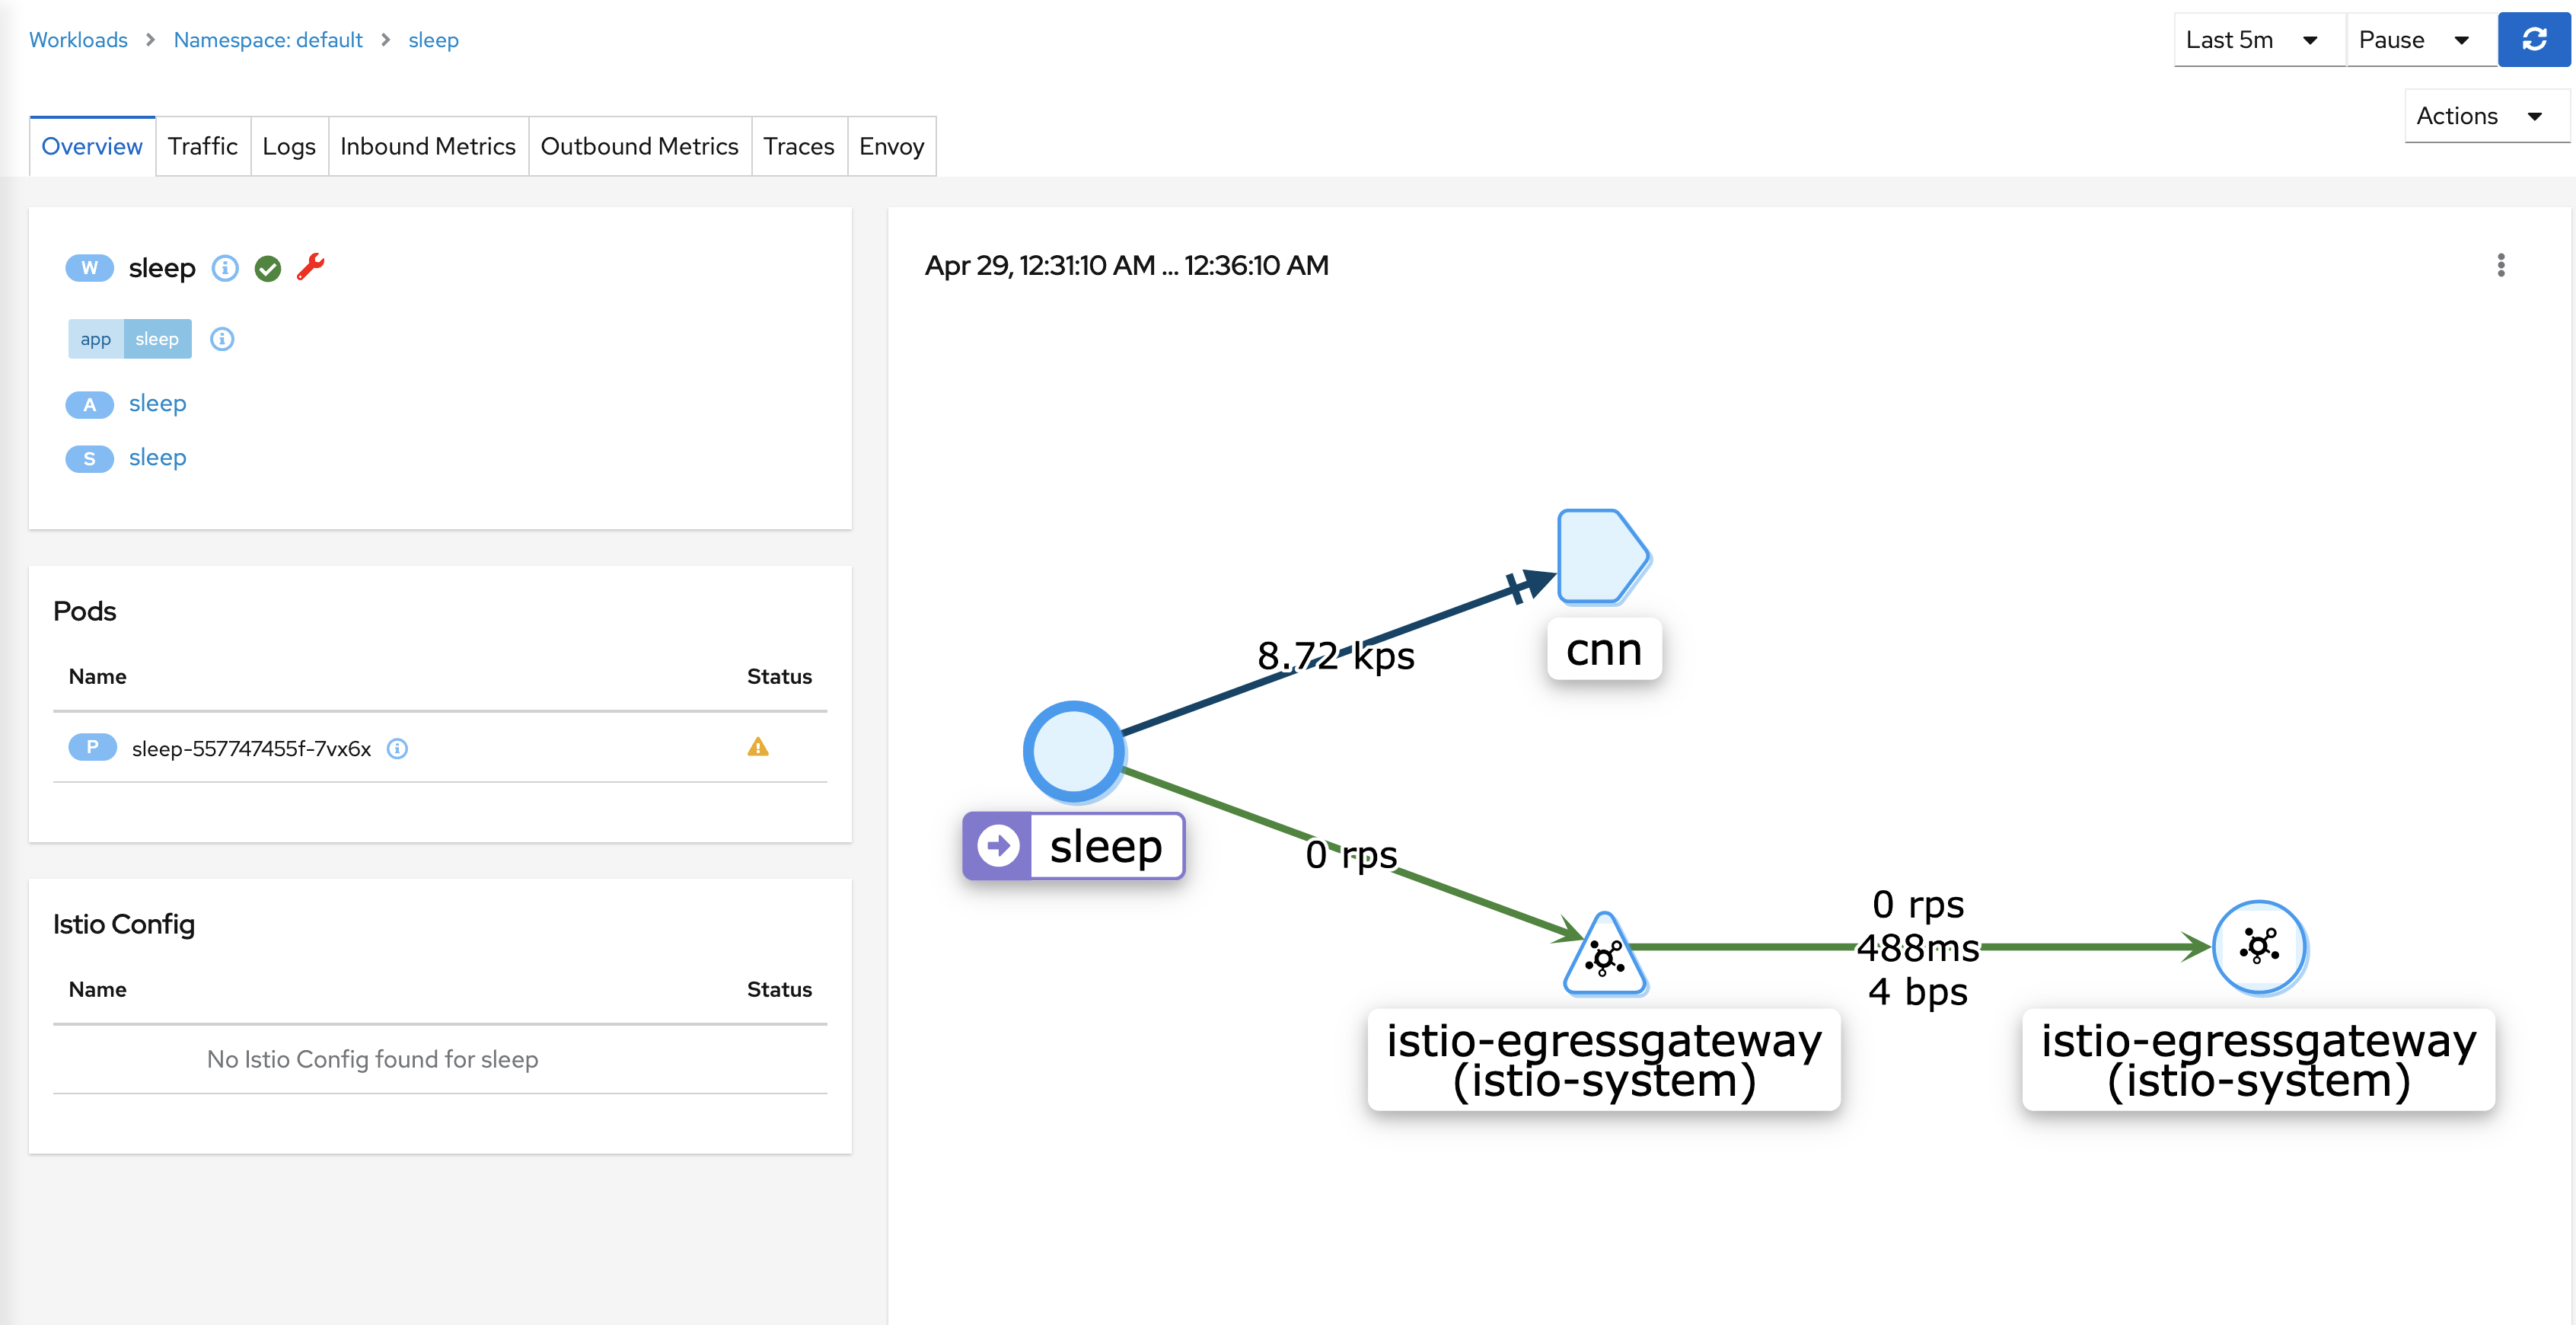 Workloads > Namespace: default > sleep
Last 5m
Pause
Actions
Overview
Traffic
Logs
Inbound Metrics
Outbound Metrics
Traces
Envoy
W sleep
app sleep
A sleep
S sleep
Pods
Name Status
P sleep-557747455f-7vx6x
Istio Config
Name Status
No Istio Config found for sleep
Apr 29, 12:31:10 AM ... 12:36:10 AM
cnn
8.72 kps
sleep
0 rps
0 rps
488ms
4 bps
istio-egressgateway
(istio-system)
istio-egressgateway
(istio-system)